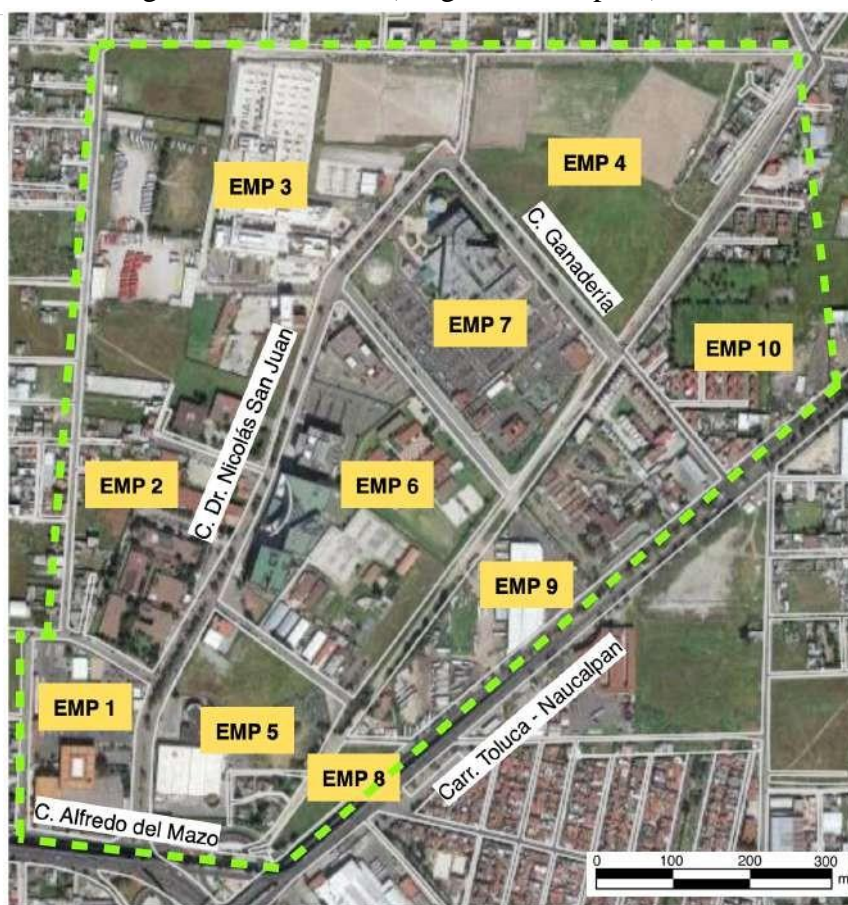 EMP 3
EMP 4
C. Ganadería
EMP 7
EMP 10
C. Dr. Nicolás San Juan
EMP 2
EMP 6
EMP 9
EMP 1
EMP 5
EMP 8
Carr. Toluca - Naucalpan
C. Alfredo del Mazo
0 100 200 300
m